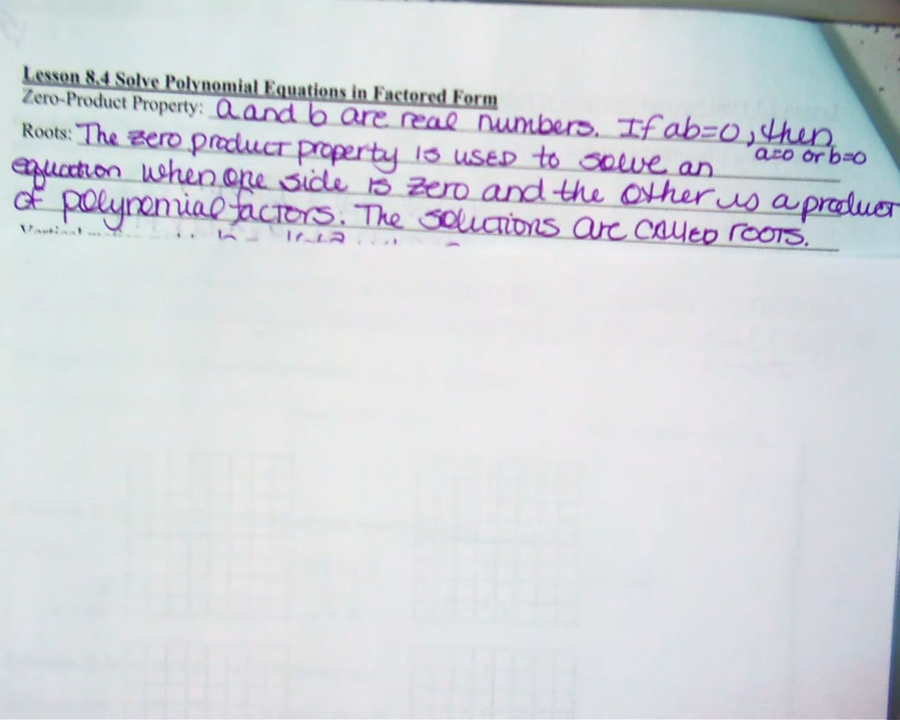 Lesson 8.4 Solve Polynomial Equations in Factored Form
Zero-Product Property: a and b are real numbers. If ab=0, then
a=0 or b=0
Roots: The zero product property is used to solve an
equation when one side is zero and the other is a product
of polynomial factors. The solutions are called roots.